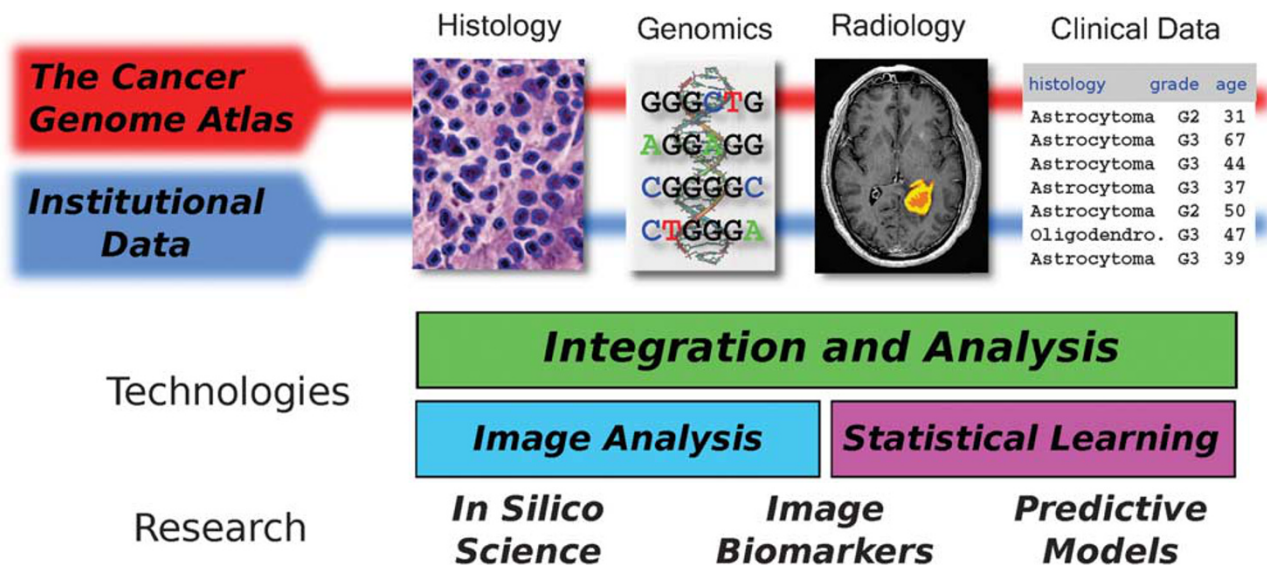 Histology
Genomics
Radiology
Clinical Data
The Cancer
Genome Atlas
Institutional
Data
GGGCTG
AGGAGG
CGGGGC
CTGGGA
histology grade age
Astrocytoma G2 31
Astrocytoma G3 67
Astrocytoma G3 44
Astrocytoma G3 37
Astrocytoma G2 50
Oligodendro. G3 47
Astrocytoma G3 39
Technologies
Integration and Analysis
Image Analysis
Statistical Learning
Research
In Silico
Science
Image
Biomarkers
Predictive
Models